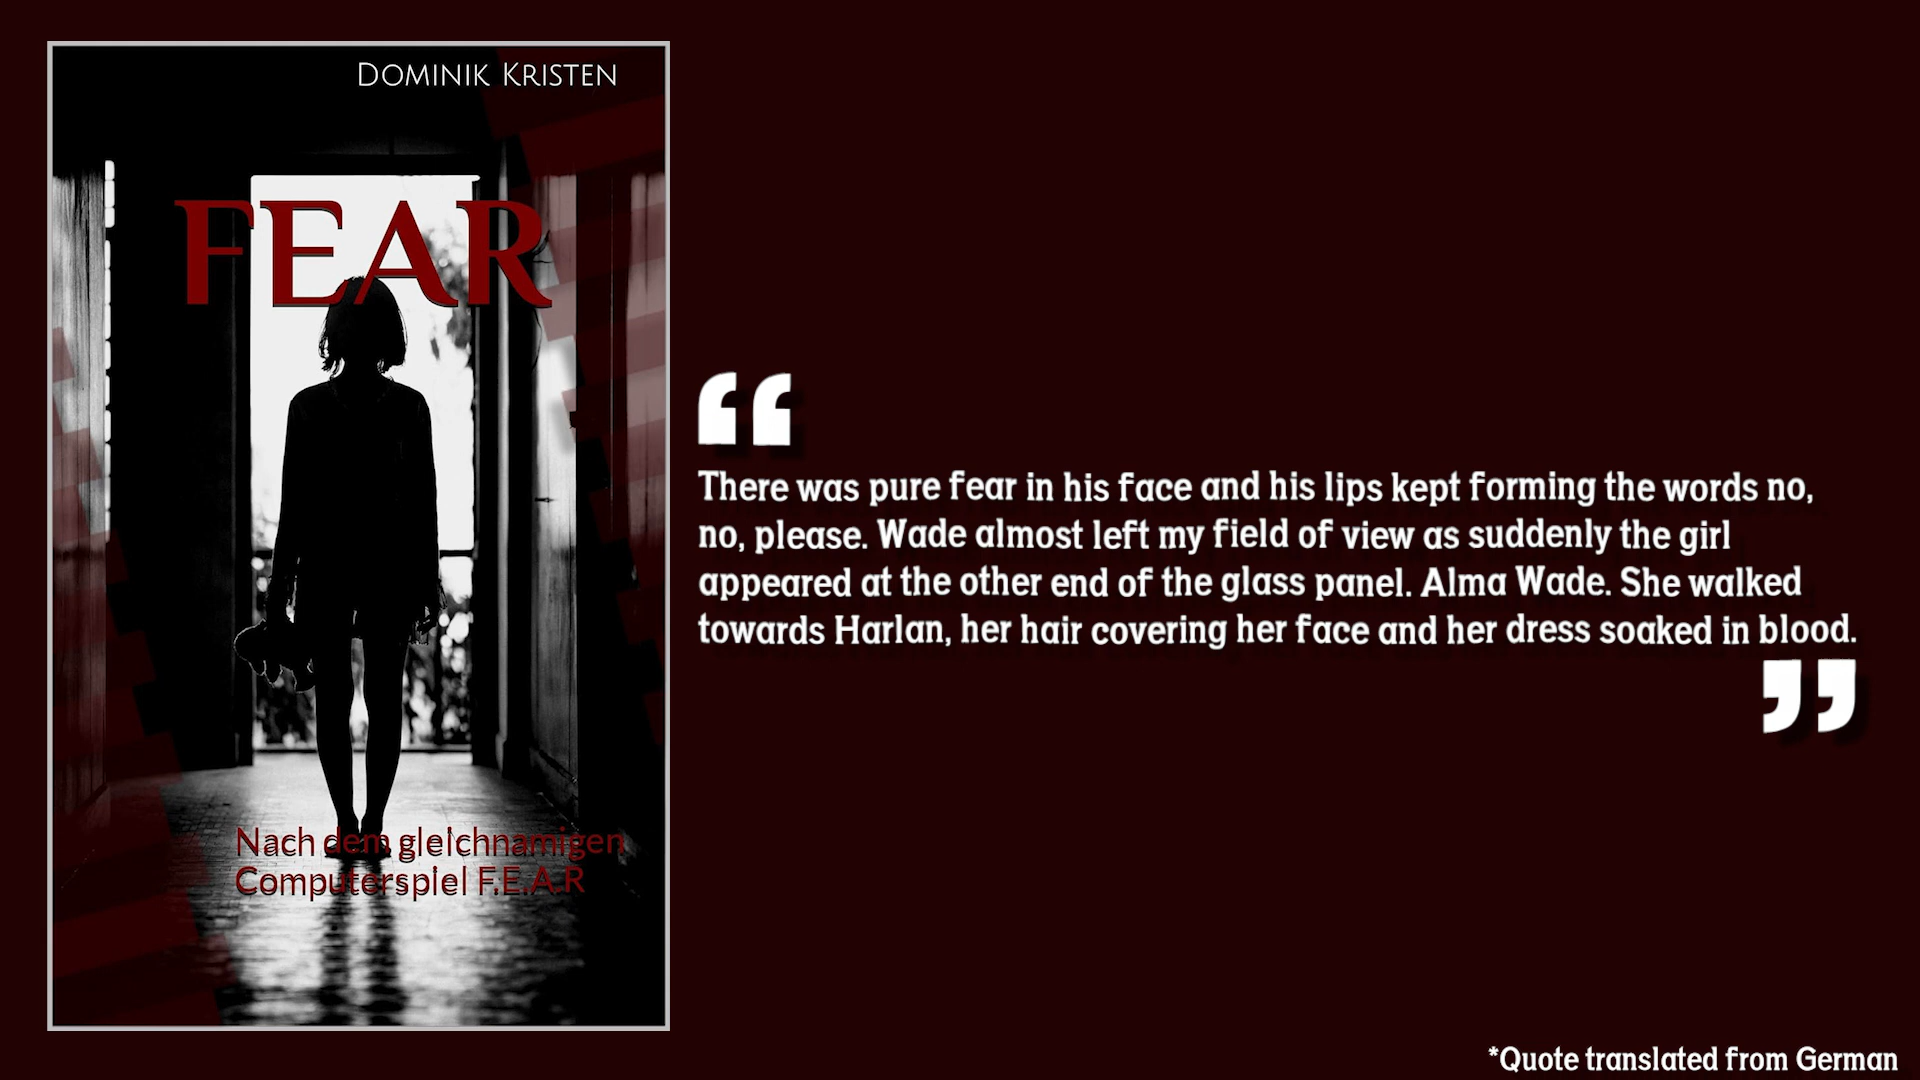 DOMINIK KRISTEN
FEAR
Nach dem gleichnamigen
Computerspiel F.E.A.R
“
There was pure fear in his face and his lips kept forming the words no,
no, please. Wade almost left my field of view as suddenly the girl
appeared at the other end of the glass panel. Alma Wade. She walked
towards Harlan, her hair covering her face and her dress soaked in blood.
”
*Quote translated from German